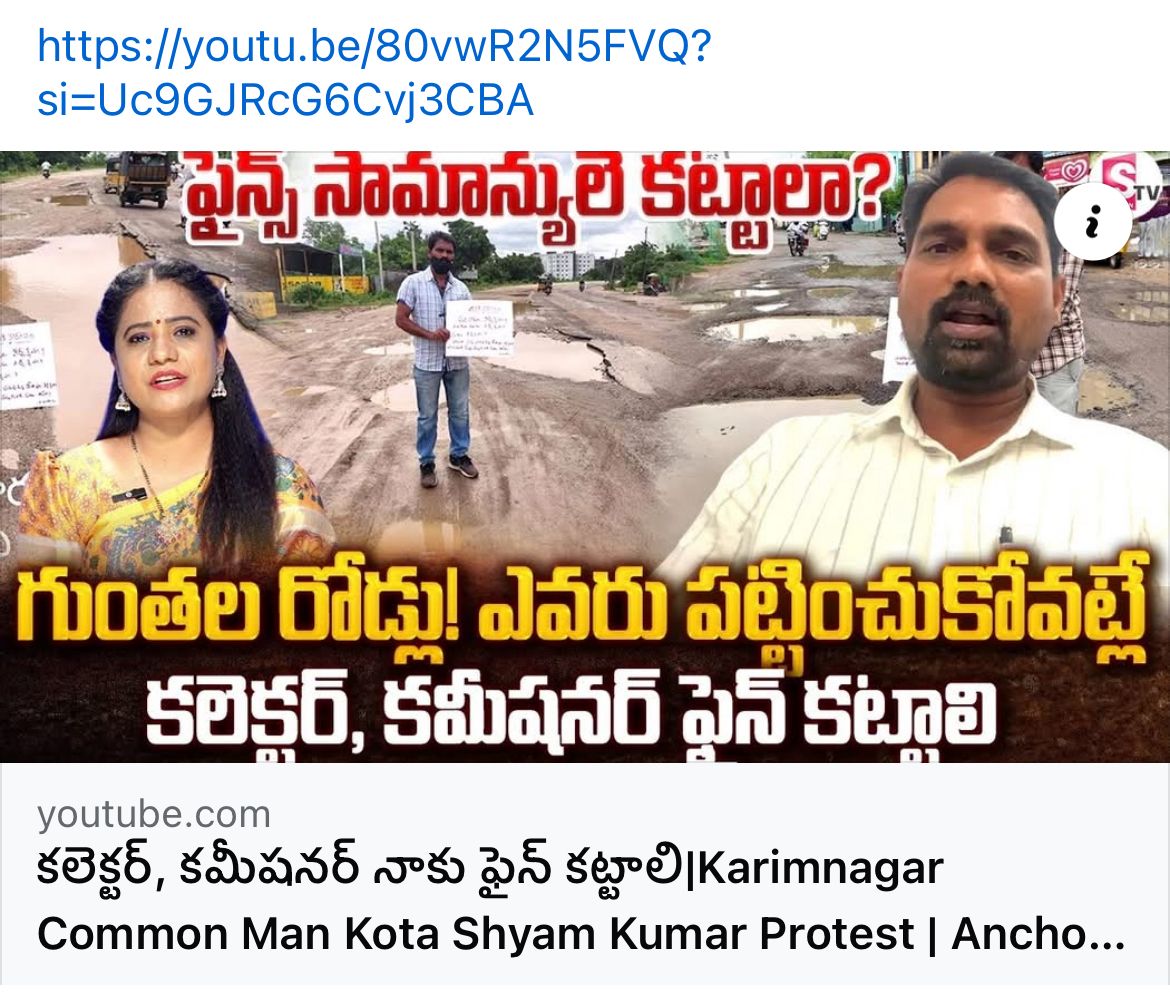 https://youtu.be/80vwR2N5FVQ?
si=Uc9GJRcG6Cvj3CBA
ఫైన్స్ సామాన్యులే కట్టాలా?
S TV
i
గుంతల రోడ్లు! ఎవరు పట్టించుకోవట్లే
కలెక్టర్, కమీషనర్ ఫైన్ కట్టాలి
youtube.com
కలెక్టర్, కమీషనర్ నాకు ఫైన్ కట్టాలి|Karimnagar
Common Man Kota Shyam Kumar Protest | Ancho...